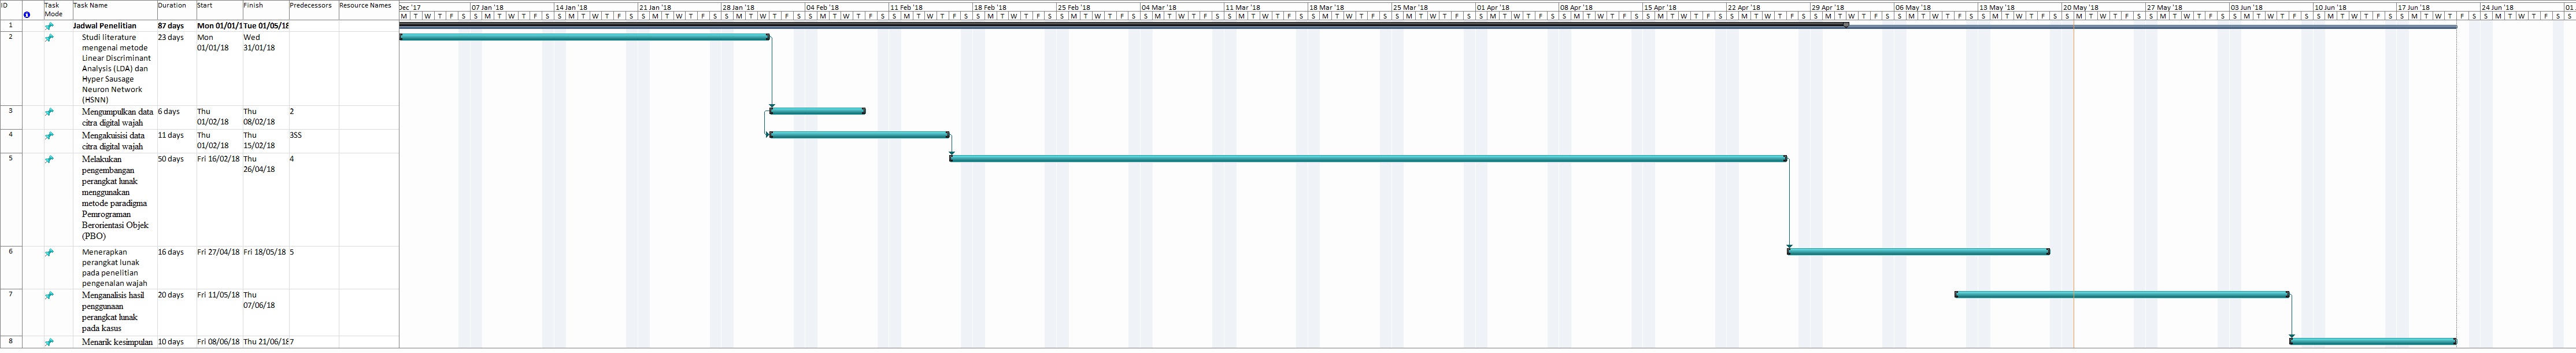 ID Task Mode Task Name Duration Start Finish Predecessors Resource Names
Dec '17 07 Jan '18 14 Jan '18 21 Jan '18 28 Jan '18 04 Feb '18 11 Feb '18 18 Feb '18 25 Feb '18 04 Mar '18 11 Mar '18 18 Mar '18 25 Mar '18 01 Apr '18 08 Apr '18 15 Apr '18 22 Apr '18 29 Apr '18 06 May '18 13 May '18 20 May '18 27 May '18 03 Jun '18 10 Jun '18 17 Jun '18 24 Jun '18 01
1 Jadwal Penelitian 87 days Mon 01/01/1 Tue 01/05/18
2 Studi literature 23 days Mon Wed
mengenai metode 01/01/18 31/01/18
Linear Discriminant
Analysis (LDA) dan
Hyper Sausage
Neuron Network
(HSNN)
3 Mengumpulkan data 6 days Thu Thu 2
citra digital wajah 01/02/18 08/02/18
4 Mengakuisisi data 11 days Thu Thu 3SS
citra digital wajah 01/02/18 15/02/18
5 Melakukan 50 days Fri 16/02/18 Thu 4
pengembangan 26/04/18
perangkat lunak
menggunakan
metode paradigma
Pemrograman
Berorientasi Objek
(PBO)
6 Menerapkan 16 days Fri 27/04/18 Fri 18/05/18 5
perangkat lunak
pada penelitian
pengenalan wajah
7 Menganalisis hasil 20 days Fri 11/05/18 Thu
penggunaan 07/06/18
perangkat lunak
pada kasus
8 Menarik kesimpulan 10 days Fri 08/06/18 Thu 21/06/18 7